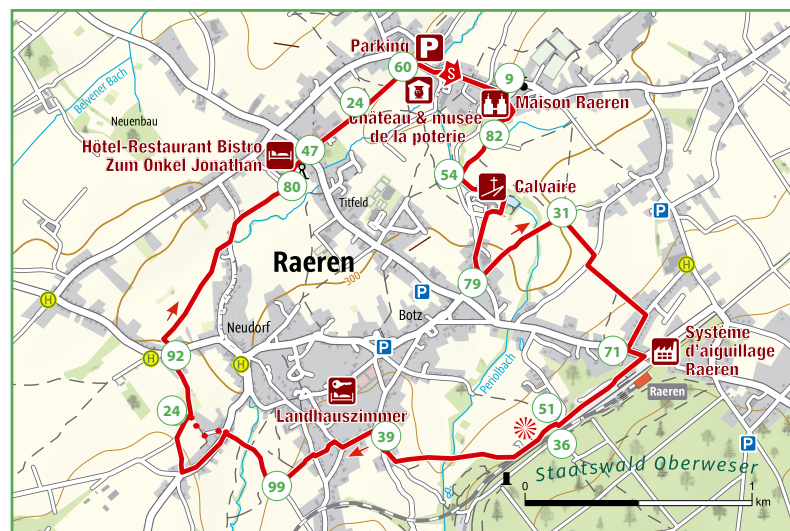 Parking
P
S
60
9
Belvener Bach
24
Maison Raeren
Château & musée
de la poterie
Neuenbau
82
Hôtel-Restaurant Bistro
Zum Onkel Jonathan
47
54
80
Calvaire
Titfeld
31
P
Raeren
300
79
H
P
H
Botz
Neudorf
P
H
92
H
Periolbach
71
Système
d'aiguillage
Raeren
Raeren
24
Landhauszimmer
51
39
36
P
99
Staatswald Oberweser
0
1
km